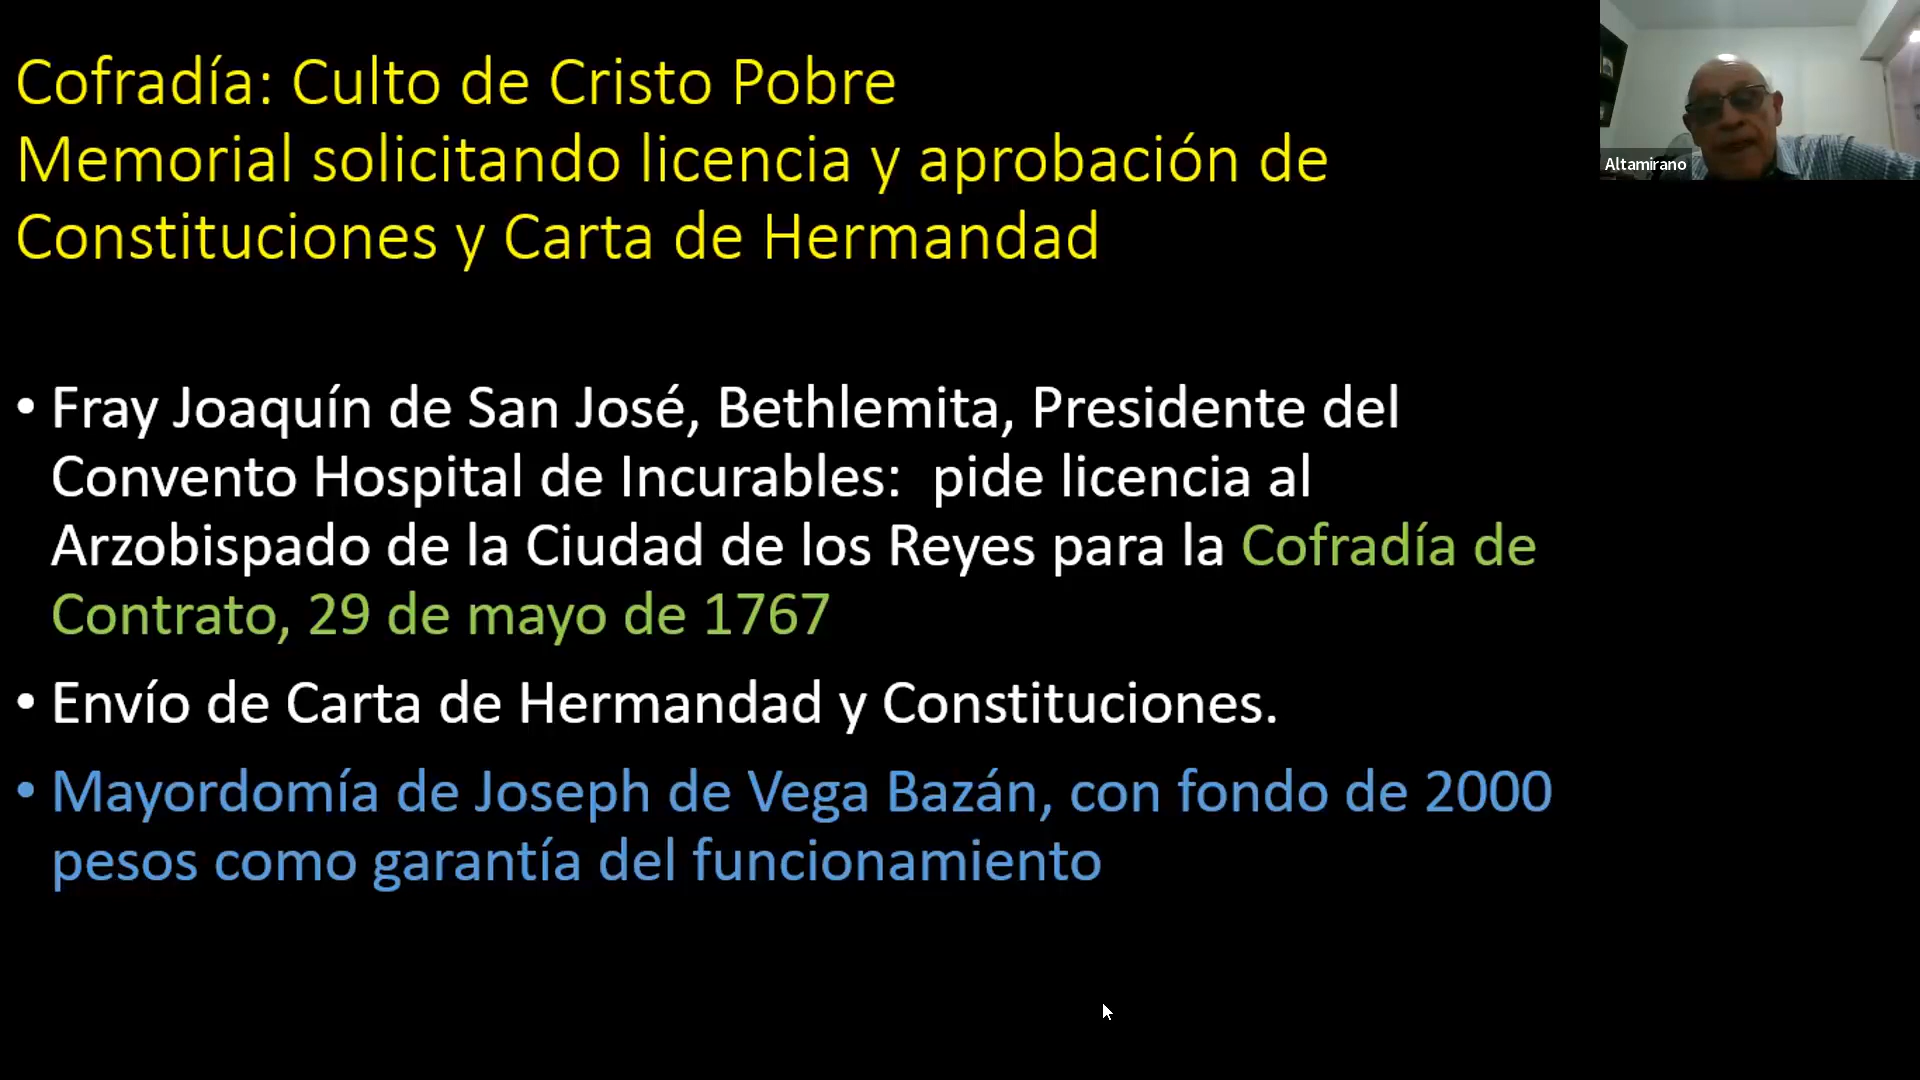 Cofradía: Culto de Cristo Pobre
Memorial solicitando licencia y aprobación de
Constituciones y Carta de Hermandad
Altamirano
• Fray Joaquín de San José, Bethlemita, Presidente del
Convento Hospital de Incurables:  pide licencia al
Arzobispado de la Ciudad de los Reyes para la Cofradía de
Contrato, 29 de mayo de 1767
• Envío de Carta de Hermandad y Constituciones.
• Mayordomía de Joseph de Vega Bazán, con fondo de 2000
pesos como garantía del funcionamiento